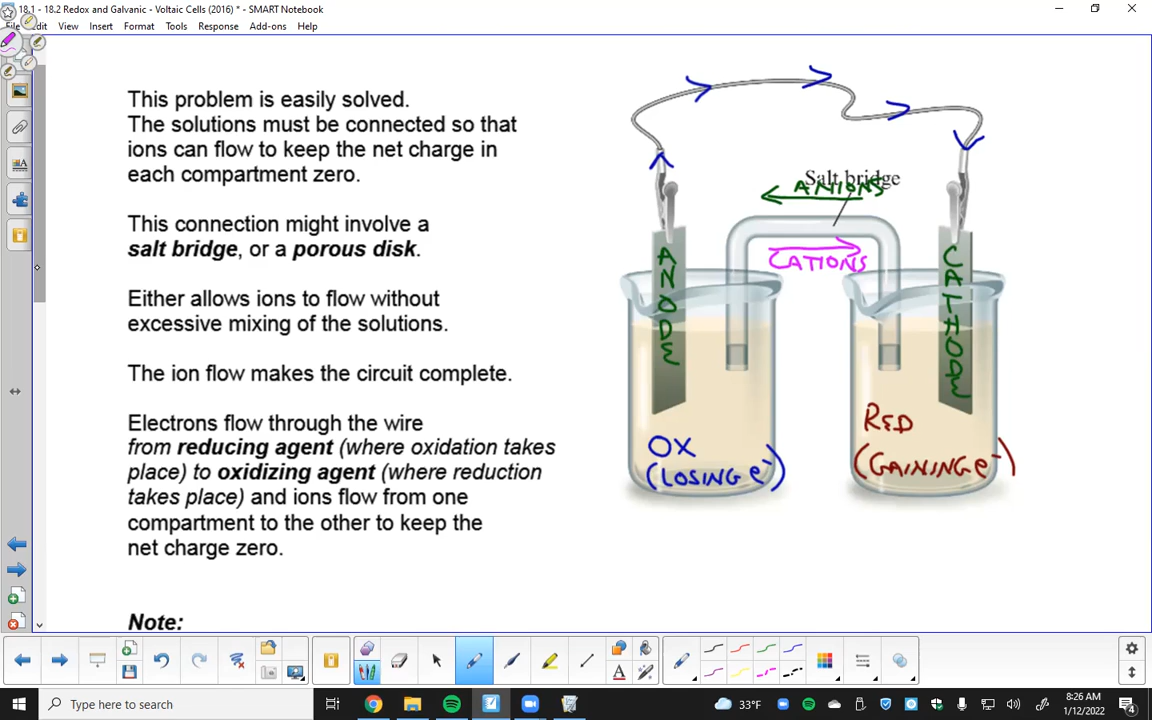 18.1 - 18.2 Redox and Galvanic - Voltaic Cells (2016) * - SMART Notebook
File Edit View Insert Format Tools Response Add-ons Help
This problem is easily solved.
The solutions must be connected so that
ions can flow to keep the net charge in
each compartment zero.
This connection might involve a
salt bridge, or a porous disk.
Either allows ions to flow without
excessive mixing of the solutions.
The ion flow makes the circuit complete.
Electrons flow through the wire
from reducing agent (where oxidation takes
place) to oxidizing agent (where reduction
takes place) and ions flow from one
compartment to the other to keep the
net charge zero.
Note:
Salt bridge
ANIONS
CATIONS
ANODE
CATHODE
OX
(LOSING e⁻)
RED
(GAINING e⁻)
Type here to search
33°F
8:26 AM
1/12/2022
4